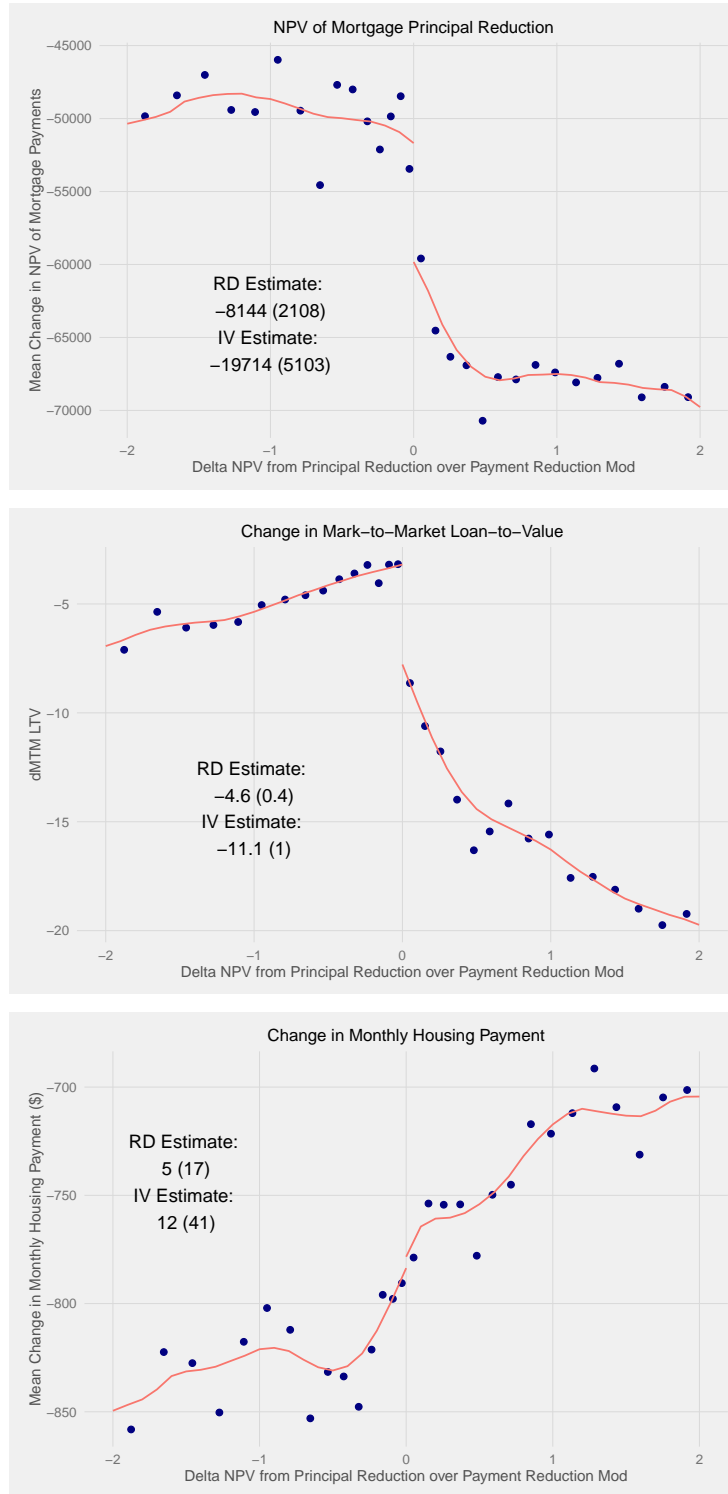 NPV of Mortgage Principal Reduction
Mean Change in NPV of Mortgage Payments
−45000
−50000
−55000
−60000
−65000
−70000
RD Estimate:
−8144 (2108)
IV Estimate:
−19714 (5103)
−2 −1 0 1 2
Delta NPV from Principal Reduction over Payment Reduction Mod
Change in Mark−to−Market Loan−to−Value
dMTM LTV
−5
−10
−15
−20
RD Estimate:
−4.6 (0.4)
IV Estimate:
−11.1 (1)
−2 −1 0 1 2
Delta NPV from Principal Reduction over Payment Reduction Mod
Change in Monthly Housing Payment
Mean Change in Monthly Housing Payment ($)
−700
−750
−800
−850
RD Estimate:
5 (17)
IV Estimate:
12 (41)
−2 −1 0 1 2
Delta NPV from Principal Reduction over Payment Reduction Mod